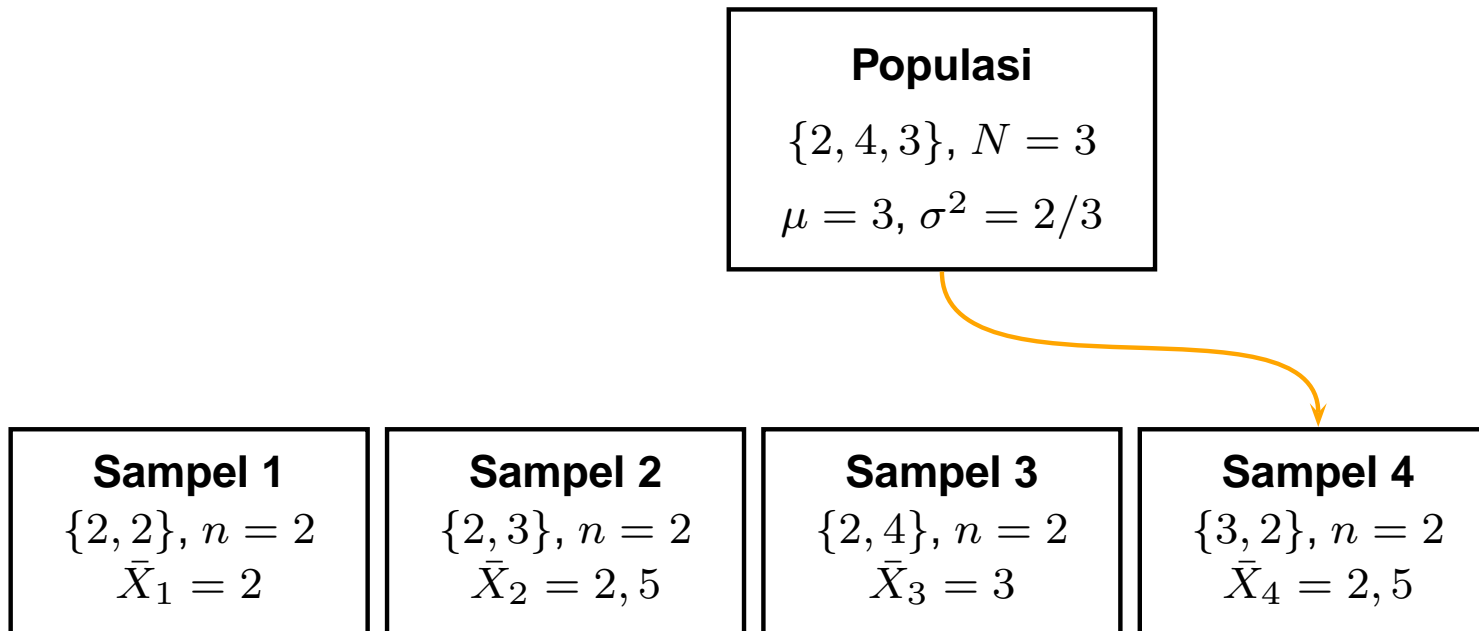 Populasi
{2, 4, 3}, N = 3
μ = 3, σ² = 2/3
Sampel 1
{2, 2}, n = 2
X̄₁ = 2
Sampel 2
{2, 3}, n = 2
X̄₂ = 2, 5
Sampel 3
{2, 4}, n = 2
X̄₃ = 3
Sampel 4
{3, 2}, n = 2
X̄₄ = 2, 5